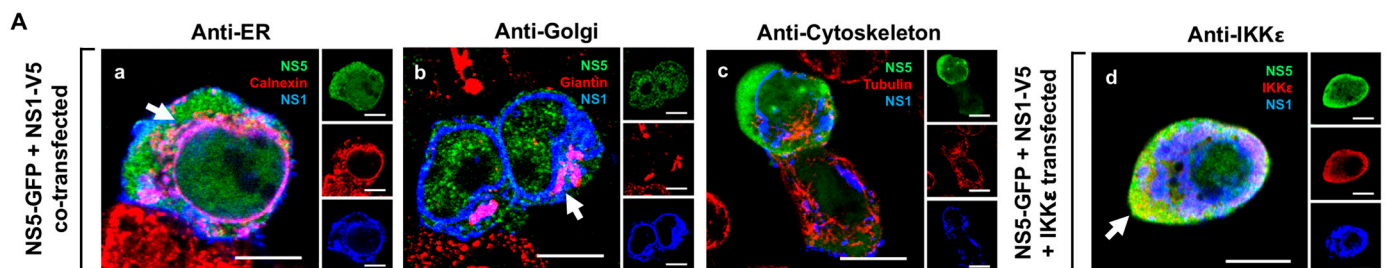 A
Anti-ER
Anti-Golgi
Anti-Cytoskeleton
Anti-IKKε
NS5-GFP + NS1-V5
co-transfected
a
NS5
Calnexin
NS1
b
NS5
Giantin
NS1
c
NS5
Tubulin
NS1
NS5-GFP + NS1-V5
+ IKKε transfected
d
NS5
IKKε
NS1